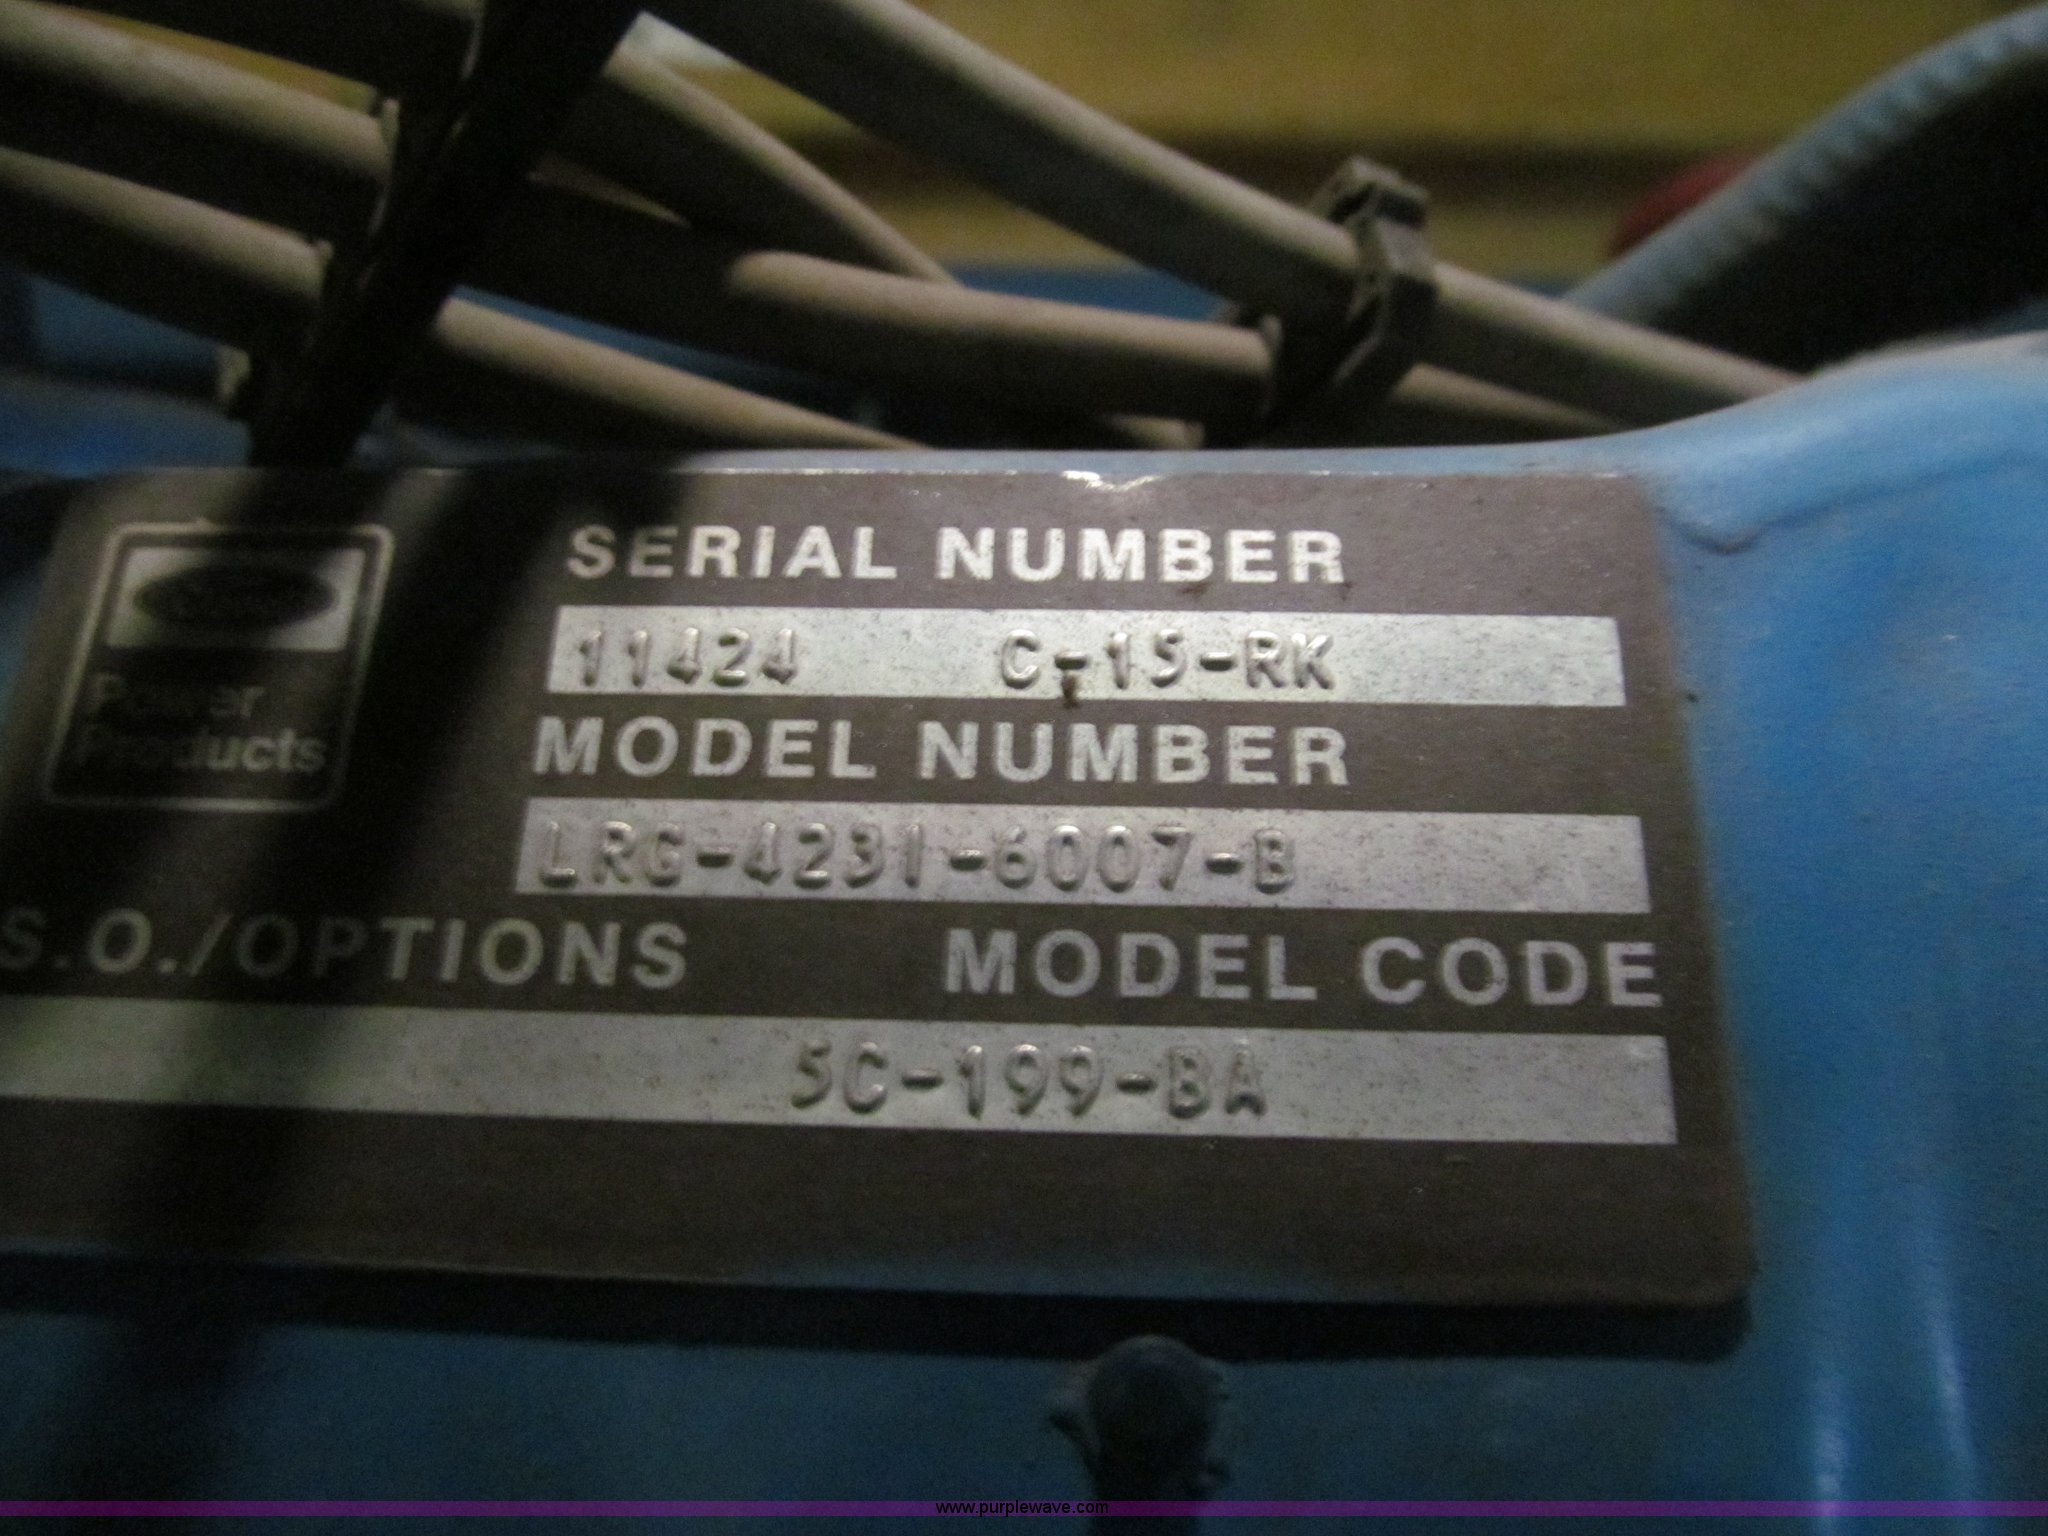 SERIAL NUMBER
11424 C-15-RK
Power
Products
MODEL NUMBER
LRG-4231-6007-B
S.O./OPTIONS MODEL CODE
5C-199-BA
www.purplewave.com